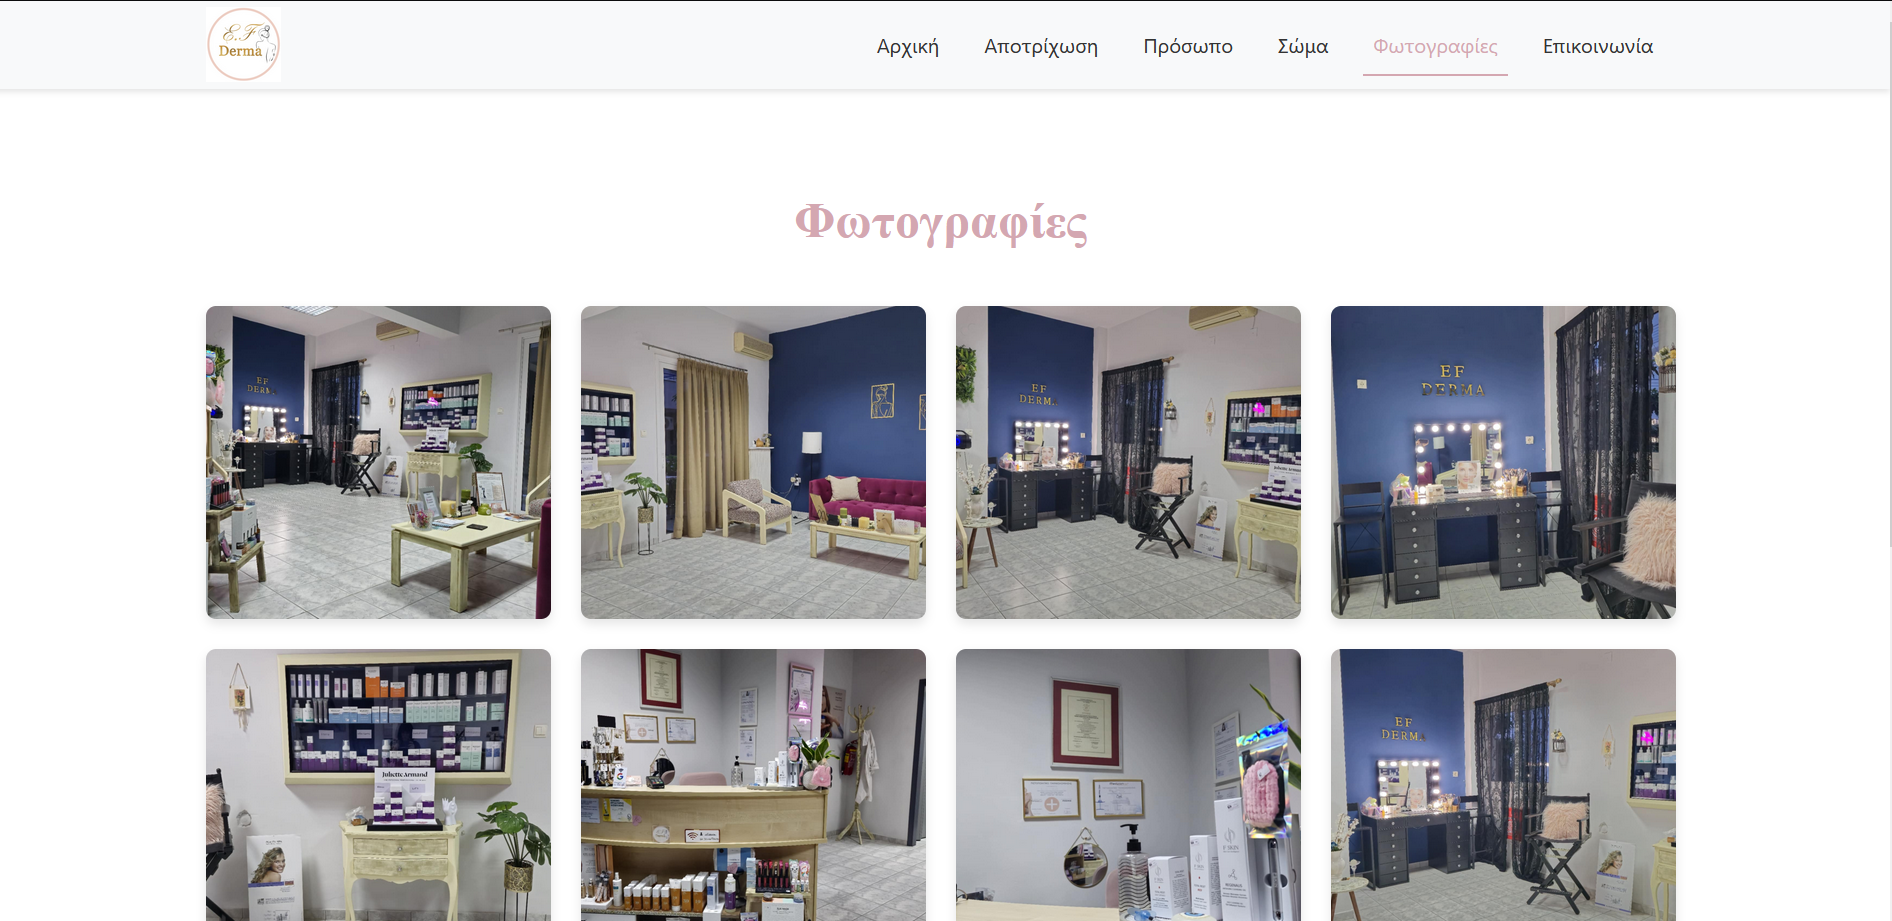 E.F
Derma
Αρχική Αποτρίχωση Πρόσωπο Σώμα Φωτογραφίες Επικοινωνία
Φωτογραφίες
EF
DERMA
EF
DERMA
EF
DERMA
Juliette Armand
EF
DERMA